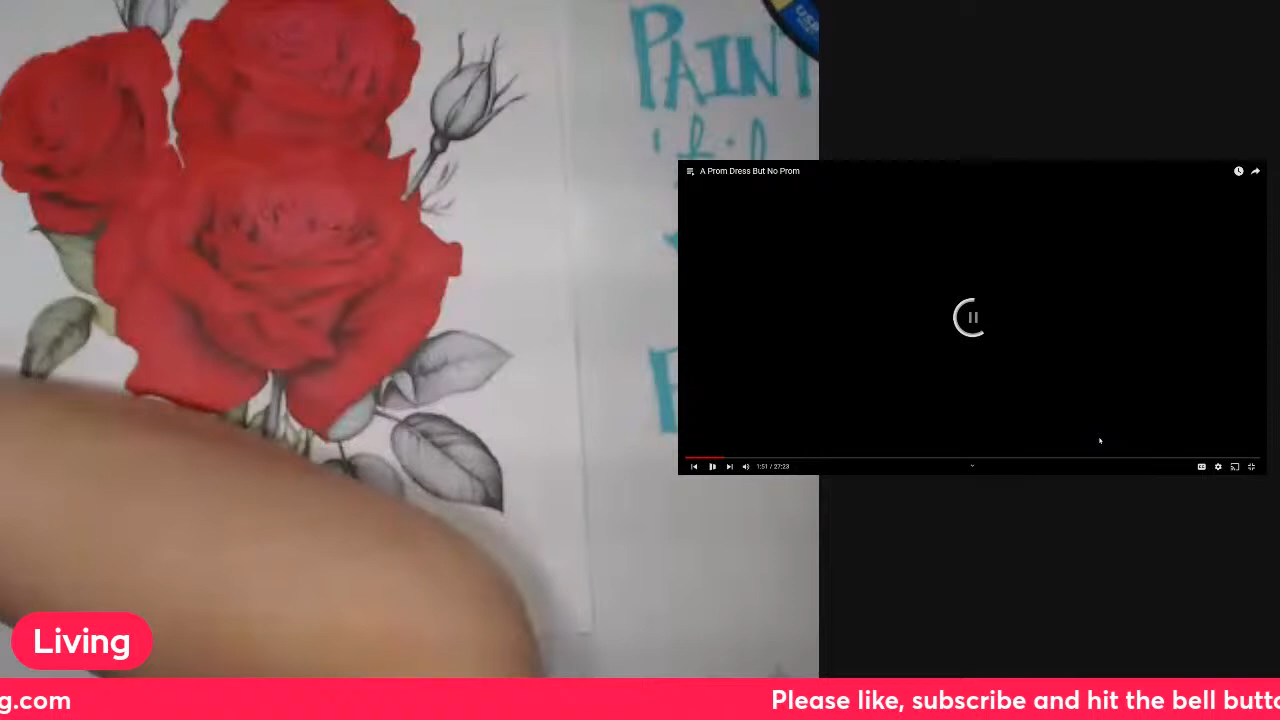 PAINT
A Prom Dress But No Prom
1:51 / 27:23
Living
g.com
Please like, subscribe and hit the bell butto